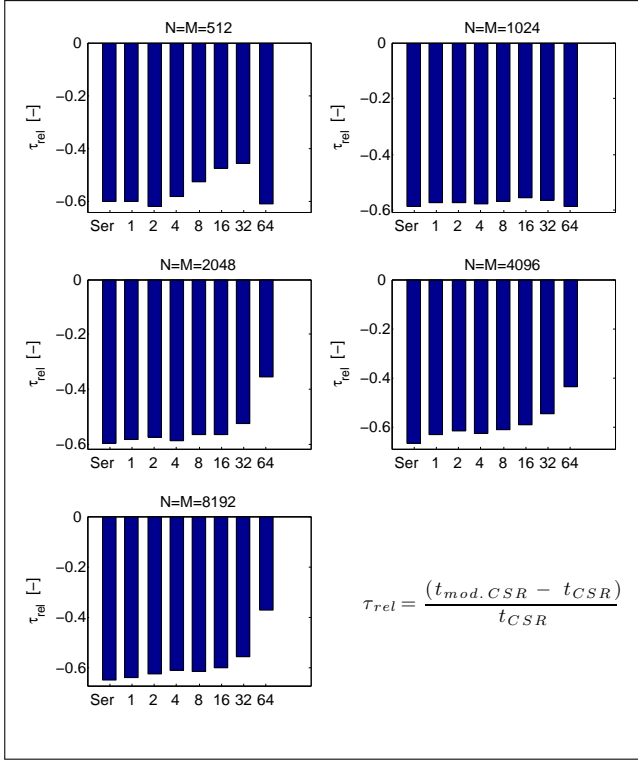 N=M=512
0
−0.2
−0.4
−0.6
τrel [−]
Ser 1 2 4 8 16 32 64
N=M=1024
0
−0.2
−0.4
−0.6
τrel [−]
Ser 1 2 4 8 16 32 64
N=M=2048
0
−0.2
−0.4
−0.6
τrel [−]
Ser 1 2 4 8 16 32 64
N=M=4096
0
−0.2
−0.4
−0.6
τrel [−]
Ser 1 2 4 8 16 32 64
N=M=8192
0
−0.2
−0.4
−0.6
τrel [−]
Ser 1 2 4 8 16 32 64
τrel = (tmod.CSR − tCSR)
tCSR